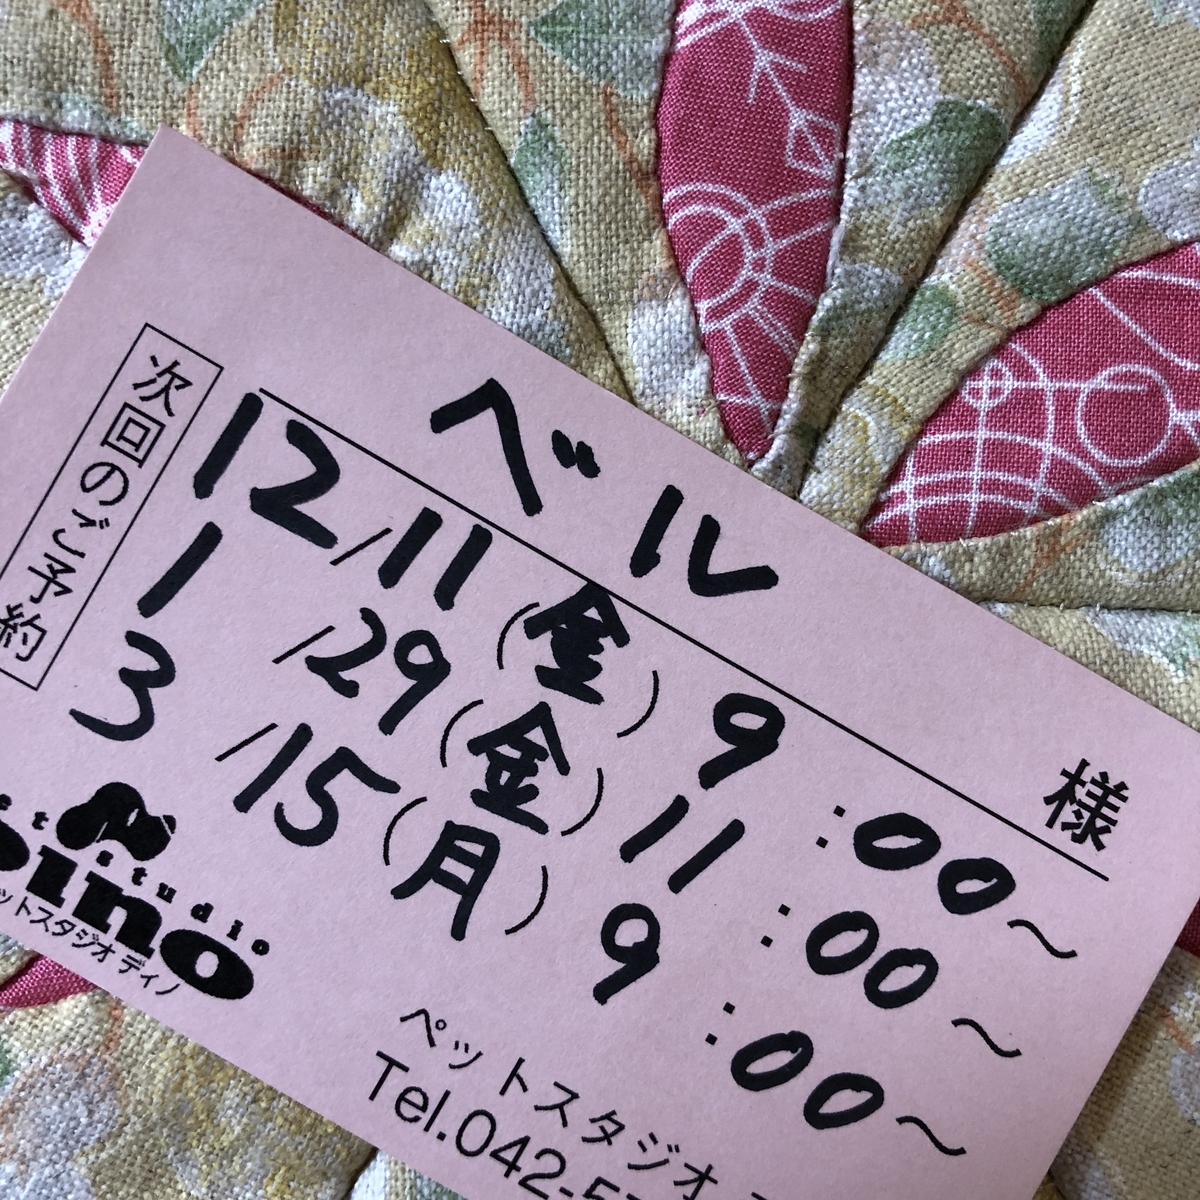 ベル 様
次回のご予約
12/11(金) 9:00〜
1/29(金) 11:00〜
3/15(月) 9:00〜
studio
Dino
ットスタジオ ディノ
ペットスタジオ
Tel.042-5